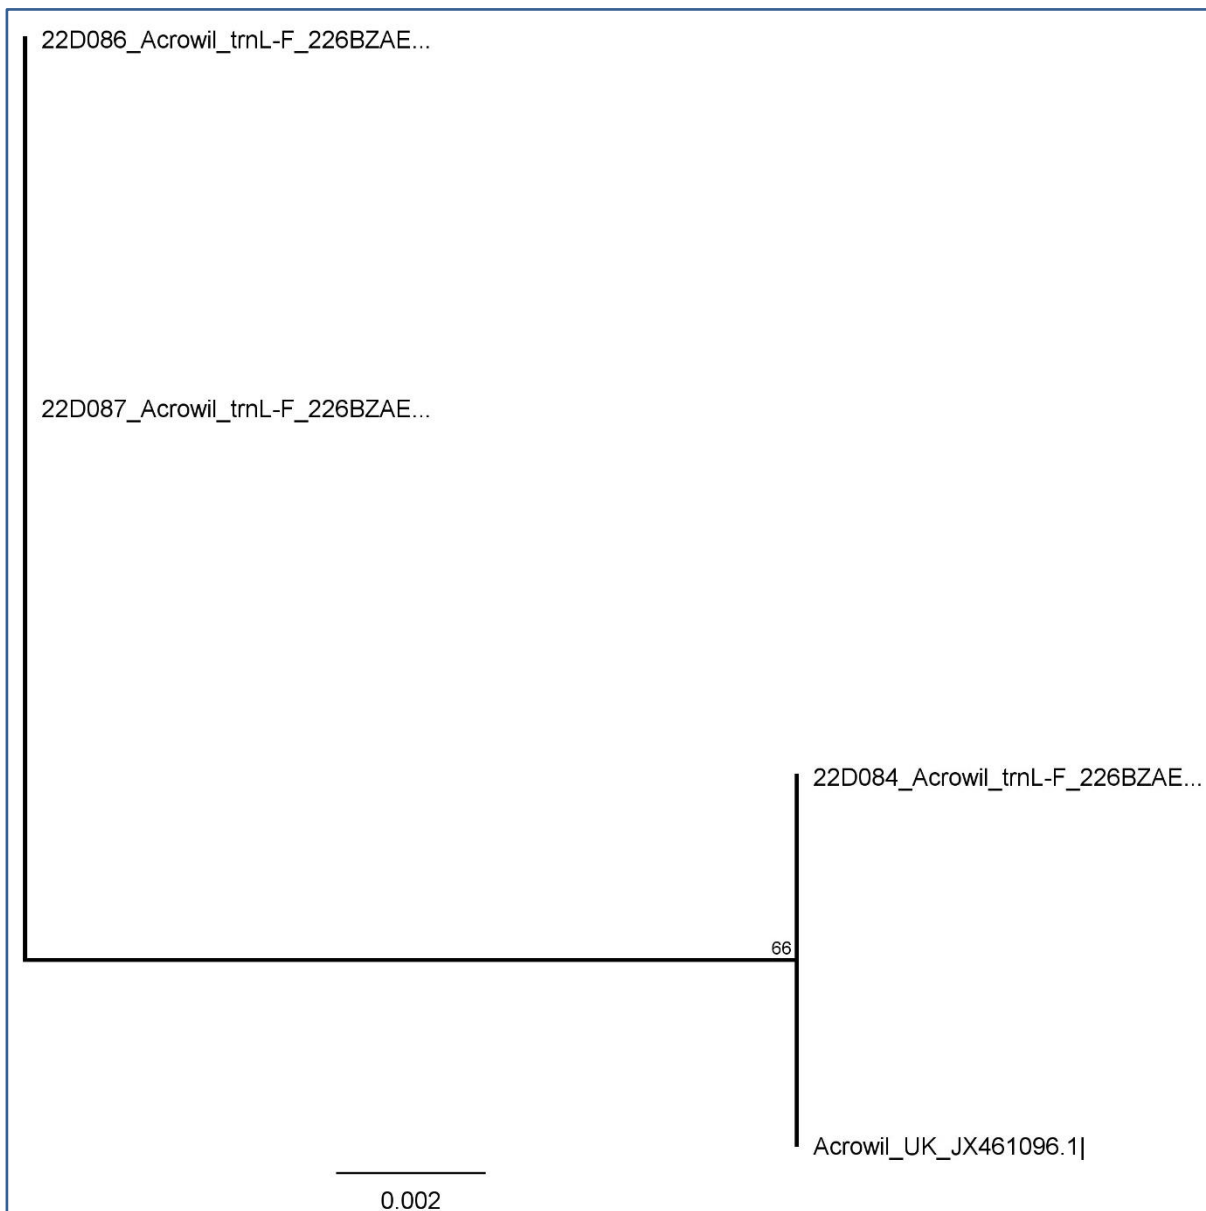 22D086_Acrowil_trnL-F_226BZAE...
22D087_Acrowil_trnL-F_226BZAE...
22D084_Acrowil_trnL-F_226BZAE...
66
Acrowil_UK_JX461096.1|
0.002